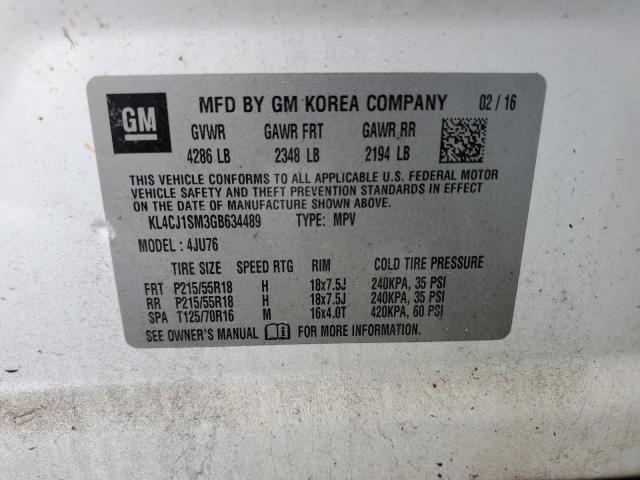 GM
MFD BY GM KOREA COMPANY 02 / 16
GVWR GAWR FRT GAWR RR
4286 LB 2348 LB 2194 LB
THIS VEHICLE CONFORMS TO ALL APPLICABLE U.S. FEDERAL MOTOR
VEHICLE SAFETY AND THEFT PREVENTION STANDARDS IN EFFECT
ON THE DATE OF MANUFACTURE SHOWN ABOVE.
KL4CJ1SM3GB634489 TYPE: MPV
MODEL : 4JU76
TIRE SIZE SPEED RTG RIM COLD TIRE PRESSURE
FRT P215/55R18 H 18x7.5J 240KPA, 35 PSI
RR P215/55R18 H 18x7.5J 240KPA, 35 PSI
SPA T125/70R16 M 16x4.0T 420KPA, 60 PSI
SEE OWNER'S MANUAL FOR MORE INFORMATION.